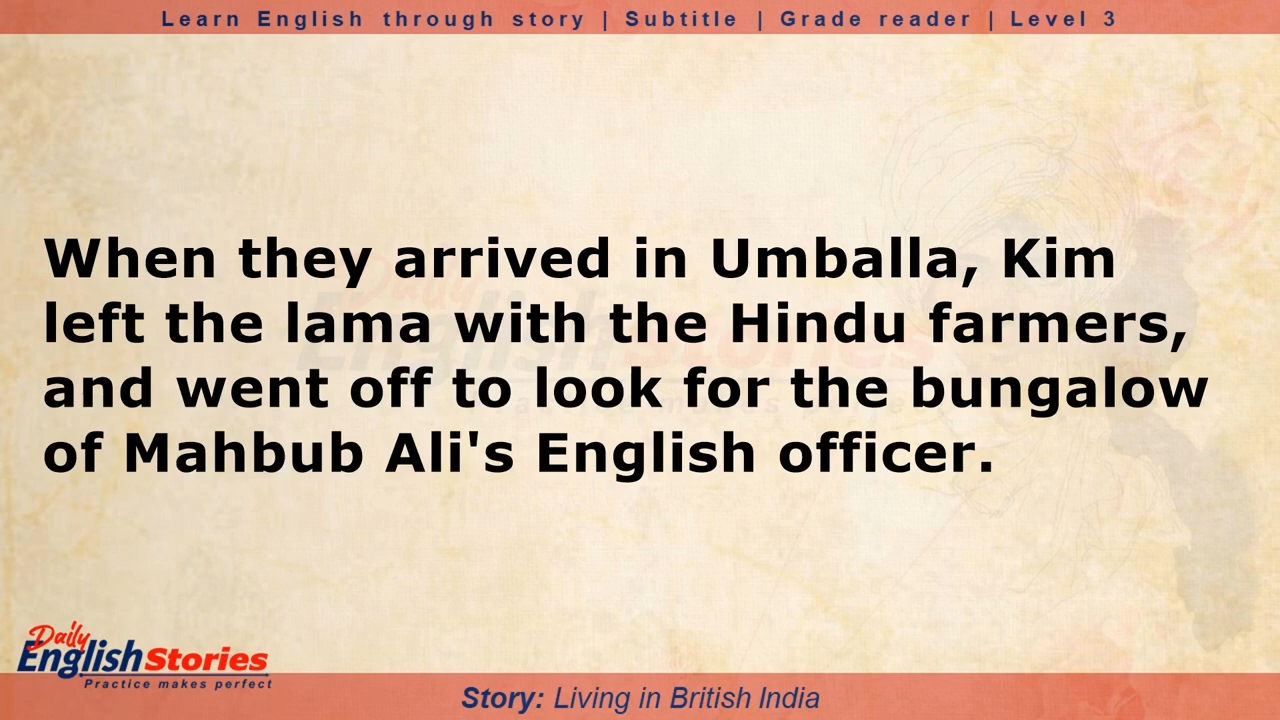 Learn English through story | Subtitle | Grade reader | Level 3
When they arrived in Umballa, Kim
left the lama with the Hindu farmers,
and went off to look for the bungalow
of Mahbub Ali's English officer.
Daily
English Stories
Practice makes perfect
Story: Living in British India